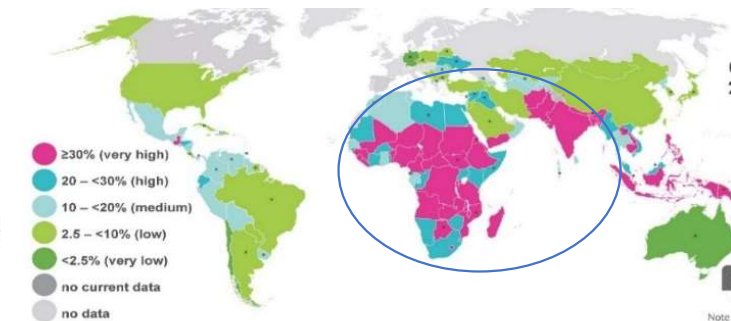 ≥30% (very high)
20 – <30% (high)
10 – <20% (medium)
2.5 – <10% (low)
<2.5% (very low)
no current data
no data
Note